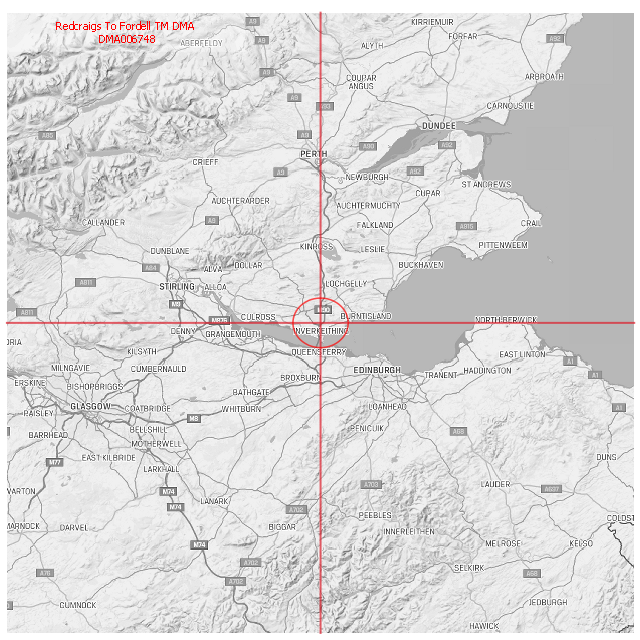 Redcraigs To Fordell TM DMA
DMA006748
A9
KIRRIEMUIR
ABERFELDY
A9
FORFAR
A92
ALYTH
A9
COUPAR
ANGUS
ARBROATH
A9
A93
CARNOUSTIE
A85
A9
DUNDEE
A90
A92
PERTH
CRIEFF
A9
NEWBURGH
A92
ST ANDREWS
CUPAR
AUCHTERARDER
AUCHTERMUCHTY
A9
CALLANDER
FALKLAND
A915
CRAIL
KINROSS
LESLIE
PITTENWEEM
DUNBLANE
A84
ALVA
DOLLAR
BUCKHAVEN
A811
STIRLING
ALLOA
LOCHGELLY
M9
A811
CULROSS
BURNTISLAND
M876
NORTH BERWICK
DENNY
GRANGEMOUTH
INVERKEITHING
ORIA
KILSYTH
QUEENSFERRY
EAST LINTON
A1
MILNGAVIE
CUMBERNAULD
EDINBURGH
HADDINGTON
A1
ERSKINE
BISHOPBRIGGS
BROXBURN
TRANENT
BATHGATE
PAISLEY
GLASGOW
COATBRIDGE
WHITBURN
LOANHEAD
A1
M8
BARRHEAD
BELLSHILL
PENICUIK
A68
MOTHERWELL
M77
EAST KILBRIDE
DUNS
LARKHALL
WARTON
M74
A703
LAUDER
A697
LANARK
M74
A702
PEEBLES
MARNOCK
DARVEL
BIGGAR
INNERLEITHEN
COLDST
M74
MELROSE
KELSO
A702
A76
SELKIRK
A68
A702
CUMNOCK
JEDBURGH
HAWICK